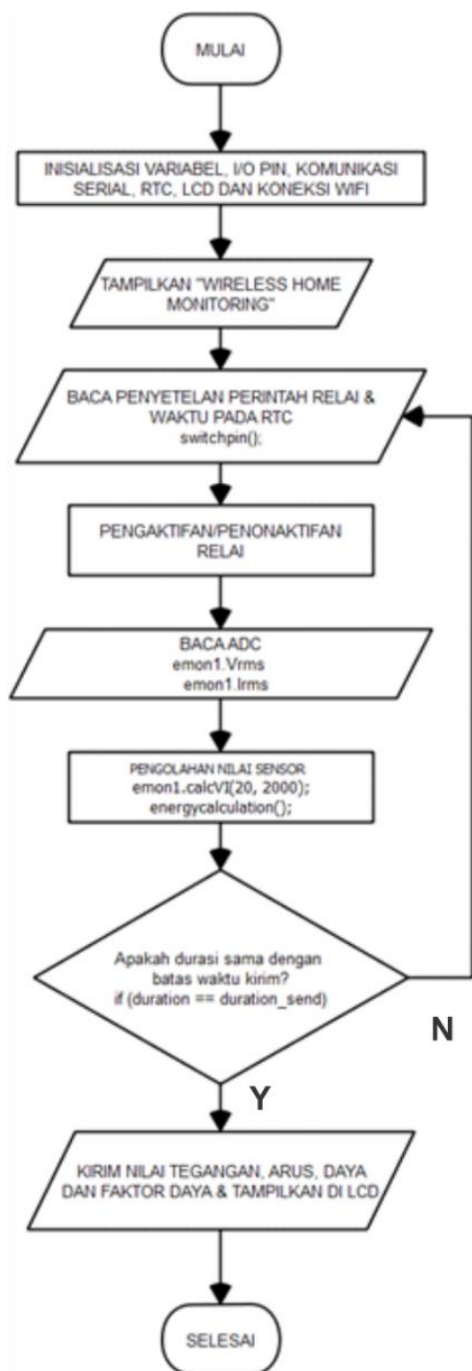 MULAI
INISIALISASI VARIABEL, I/O PIN, KOMUNIKASI
SERIAL, RTC, LCD DAN KONEKSI WIFI
TAMPILKAN "WIRELESS HOME
MONITORING"
BACA PENYETELAN PERINTAH RELAI &
WAKTU PADA RTC
switchpin();
PENGAKTIFAN/PENONAKTIFAN
RELAI
BACA ADC
emon1.Vrms
emon1.Irms
PENGOLAHAN NILAI SENSOR
emon1.calcVI(20, 2000);
energycalculation();
Apakah durasi sama dengan
batas waktu kirim?
if (duration == duration_send)
N
Y
KIRIM NILAI TEGANGAN, ARUS, DAYA
DAN FAKTOR DAYA & TAMPILKAN DI LCD
SELESAI